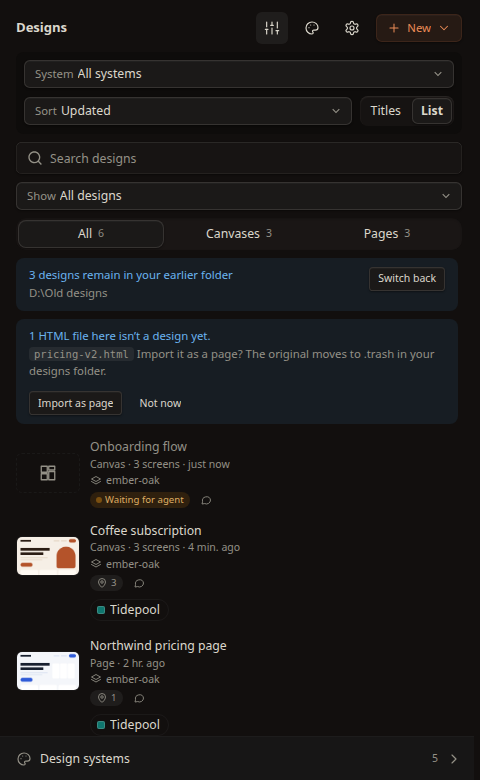 Designs
New
System All systems
Sort Updated
Titles
List
Search designs
Show All designs
All 6
Canvases 3
Pages 3
3 designs remain in your earlier folder
D:\Old designs
Switch back
1 HTML file here isn't a design yet.
pricing-v2.html Import it as a page? The original moves to .trash in your
designs folder.
Import as page
Not now
Onboarding flow
Canvas · 3 screens · just now
ember-oak
Waiting for agent
Coffee subscription
Canvas · 3 screens · 4 min. ago
ember-oak
3
Tidepool
Northwind pricing page
Page · 2 hr. ago
ember-oak
1
Tidepool
Design systems
5